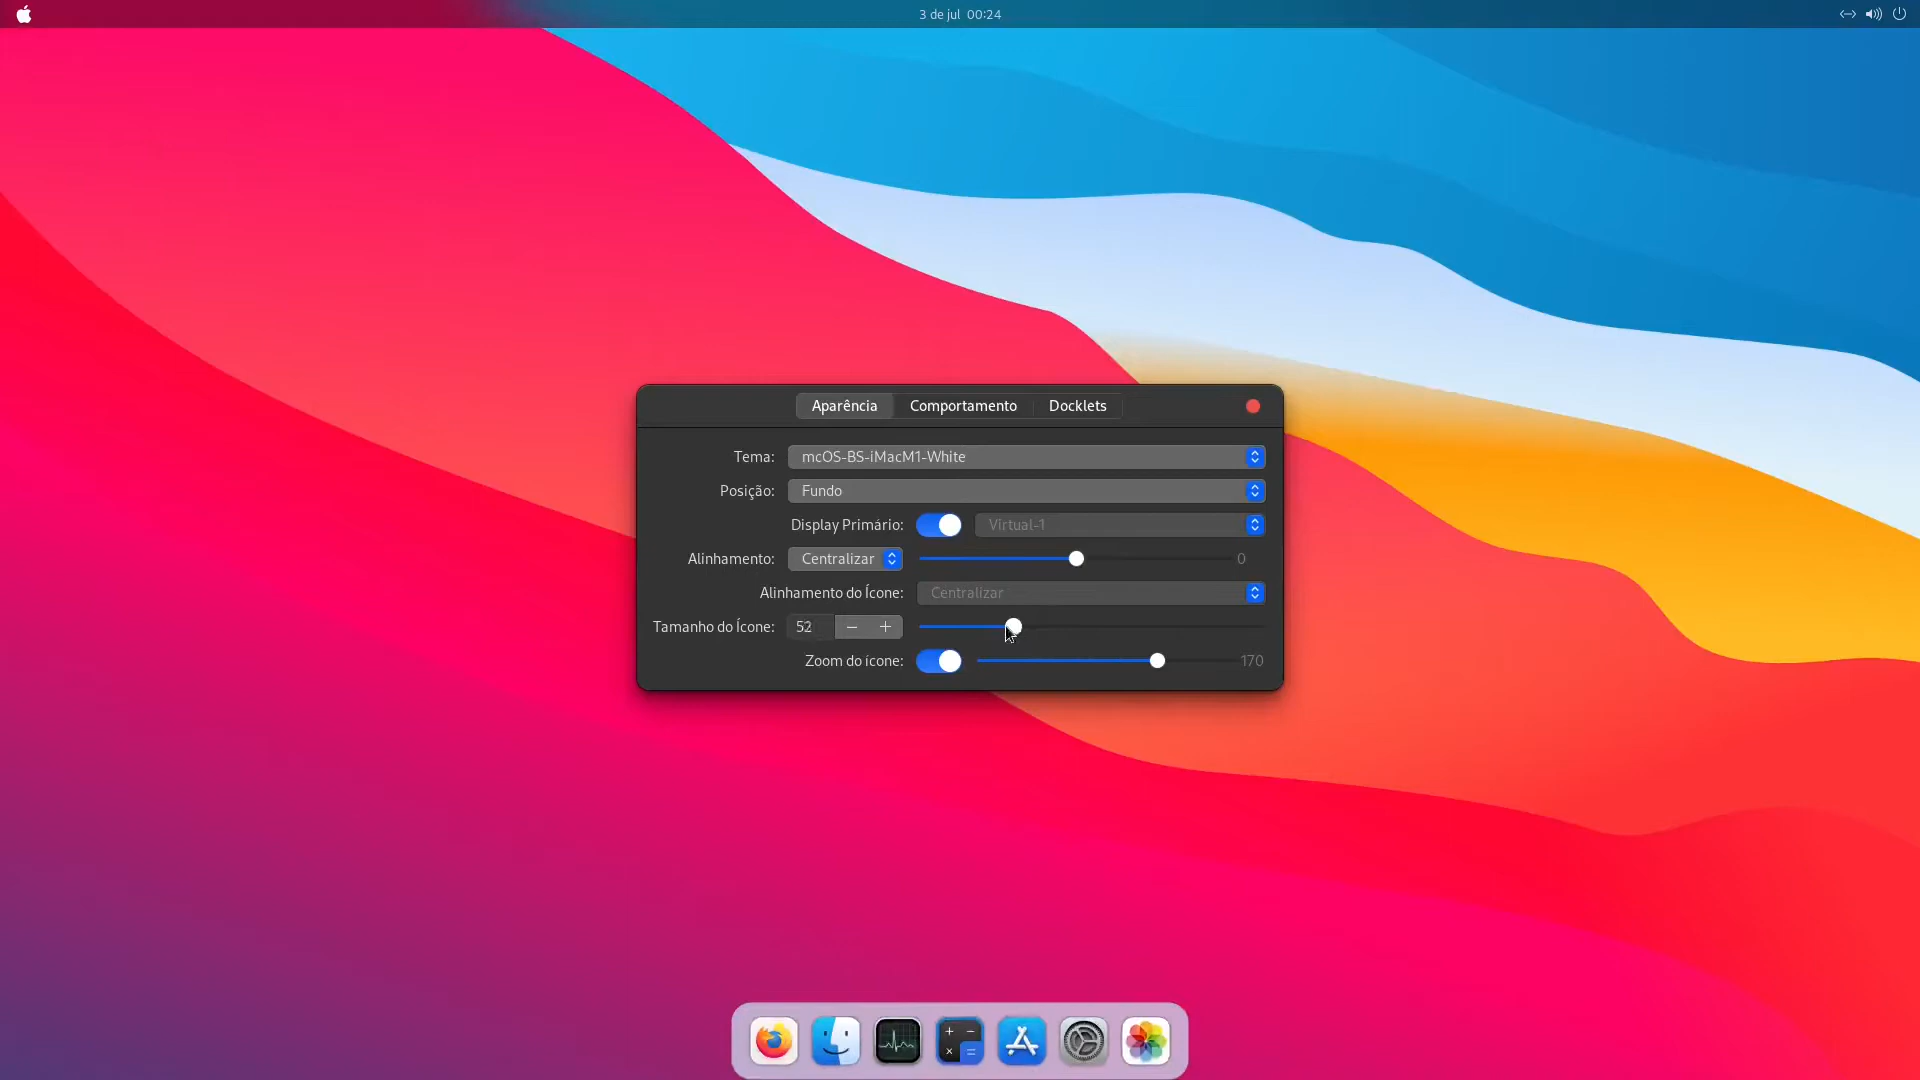 3 de jul 00:24
Aparência Comportamento Docklets
Tema: mcOS-BS-iMacM1-White
Posição: Fundo
Display Primário: Virtual-1
Alinhamento: Centralizar 0
Alinhamento do Ícone: Centralizar
Tamanho do Ícone: 52 − +
Zoom do ícone: 170